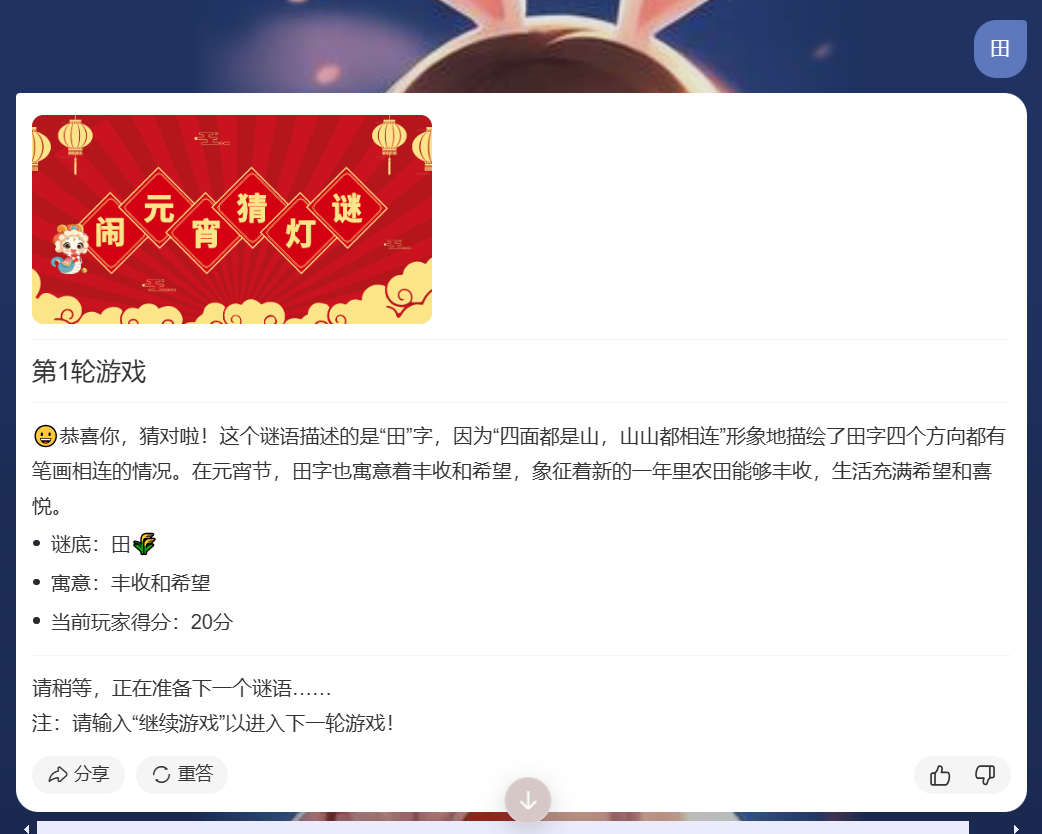 田
闹元宵猜灯谜
第1轮游戏
😀恭喜你，猜对啦！这个谜语描述的是“田”字，因为“四面都是山，山山都相连”形象地描绘了田字四个方向都有
笔画相连的情况。在元宵节，田字也寓意着丰收和希望，象征着新的一年里农田能够丰收，生活充满希望和喜
悦。
• 谜底：田🌾
• 寓意：丰收和希望
• 当前玩家得分：20分
请稍等，正在准备下一个谜语……
注：请输入“继续游戏”以进入下一轮游戏！
分享 重答